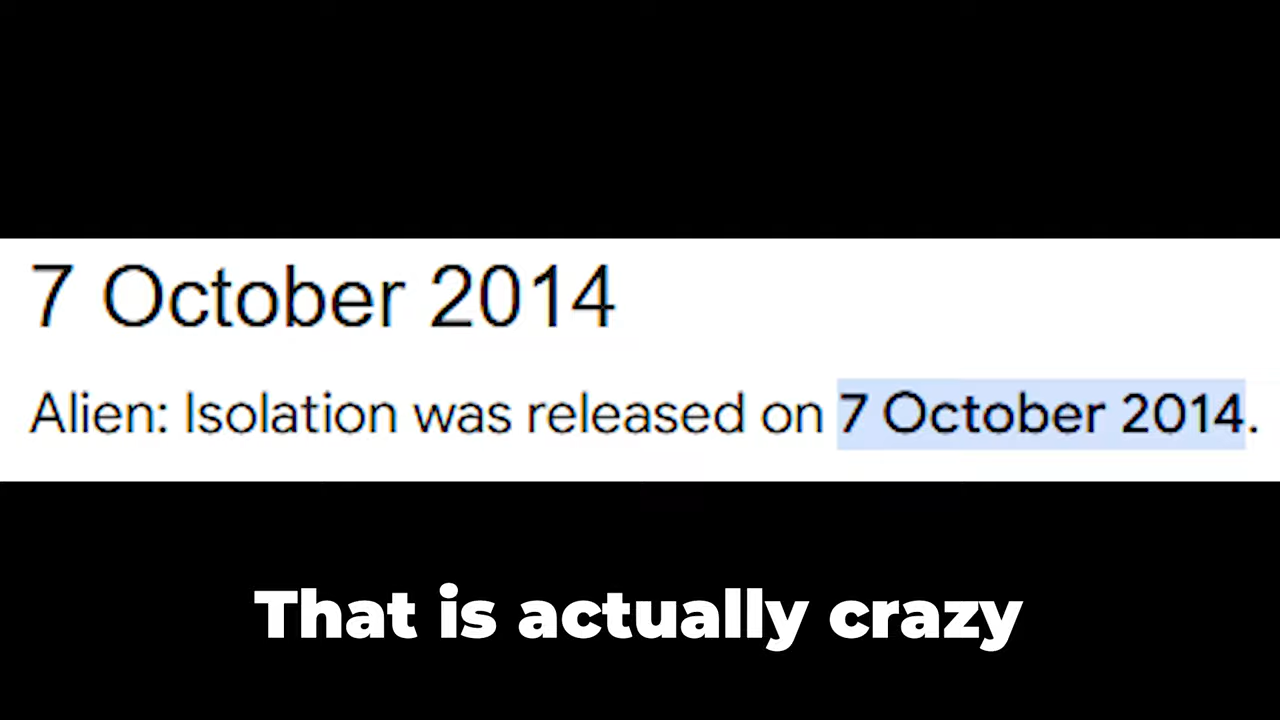 7 October 2014
Alien: Isolation was released on 7 October 2014.
That is actually crazy